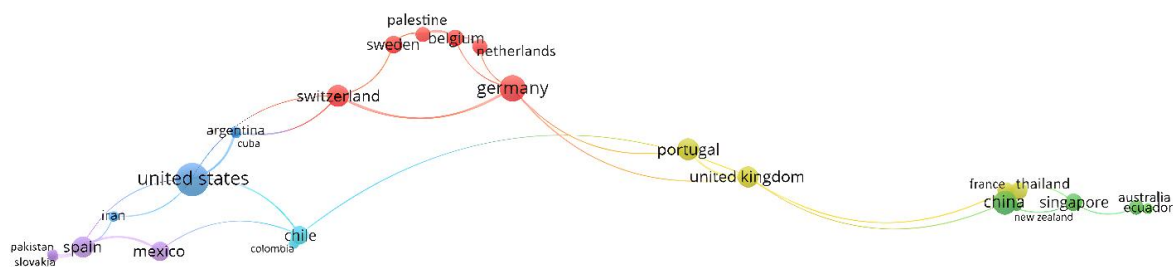 palestine
sweden
belgium
netherlands
switzerland
germany
argentina
cuba
portugal
united states
united kingdom
france
thailand
china
singapore
australia
ecuador
new zealand
iran
chile
colombia
pakistan
spain
mexico
slovakia